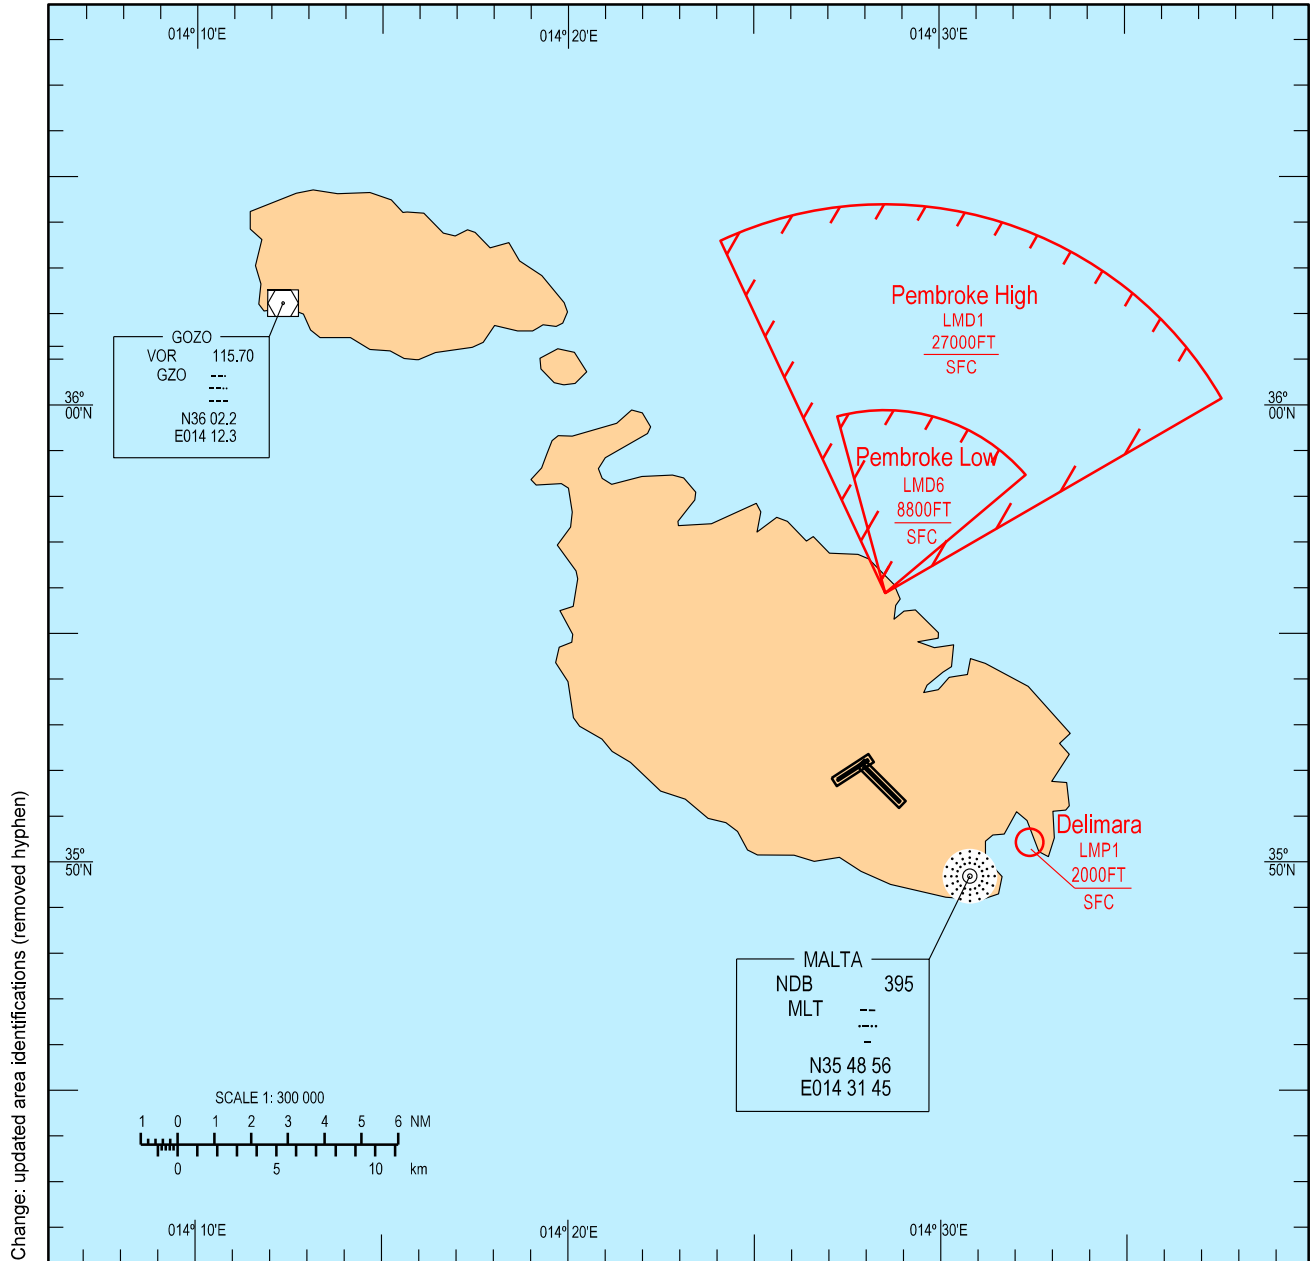 014º 10'E
014º 20'E
014º 30'E
Pembroke High
LMD1
27000FT
SFC
GOZO
VOR 115.70
GZO
N36 02.2
E014 12.3
36º
00'N
36º
00'N
Pembroke Low
LMD6
8800FT
SFC
Delimara
LMP1
2000FT
SFC
35º
50'N
35º
50'N
MALTA
NDB 395
MLT
N35 48 56
E014 31 45
SCALE 1: 300 000
1 0 1 2 3 4 5 6 NM
0 5 10 km
014º 10'E
014º 20'E
014º 30'E
Change: updated area identifications (removed hyphen)